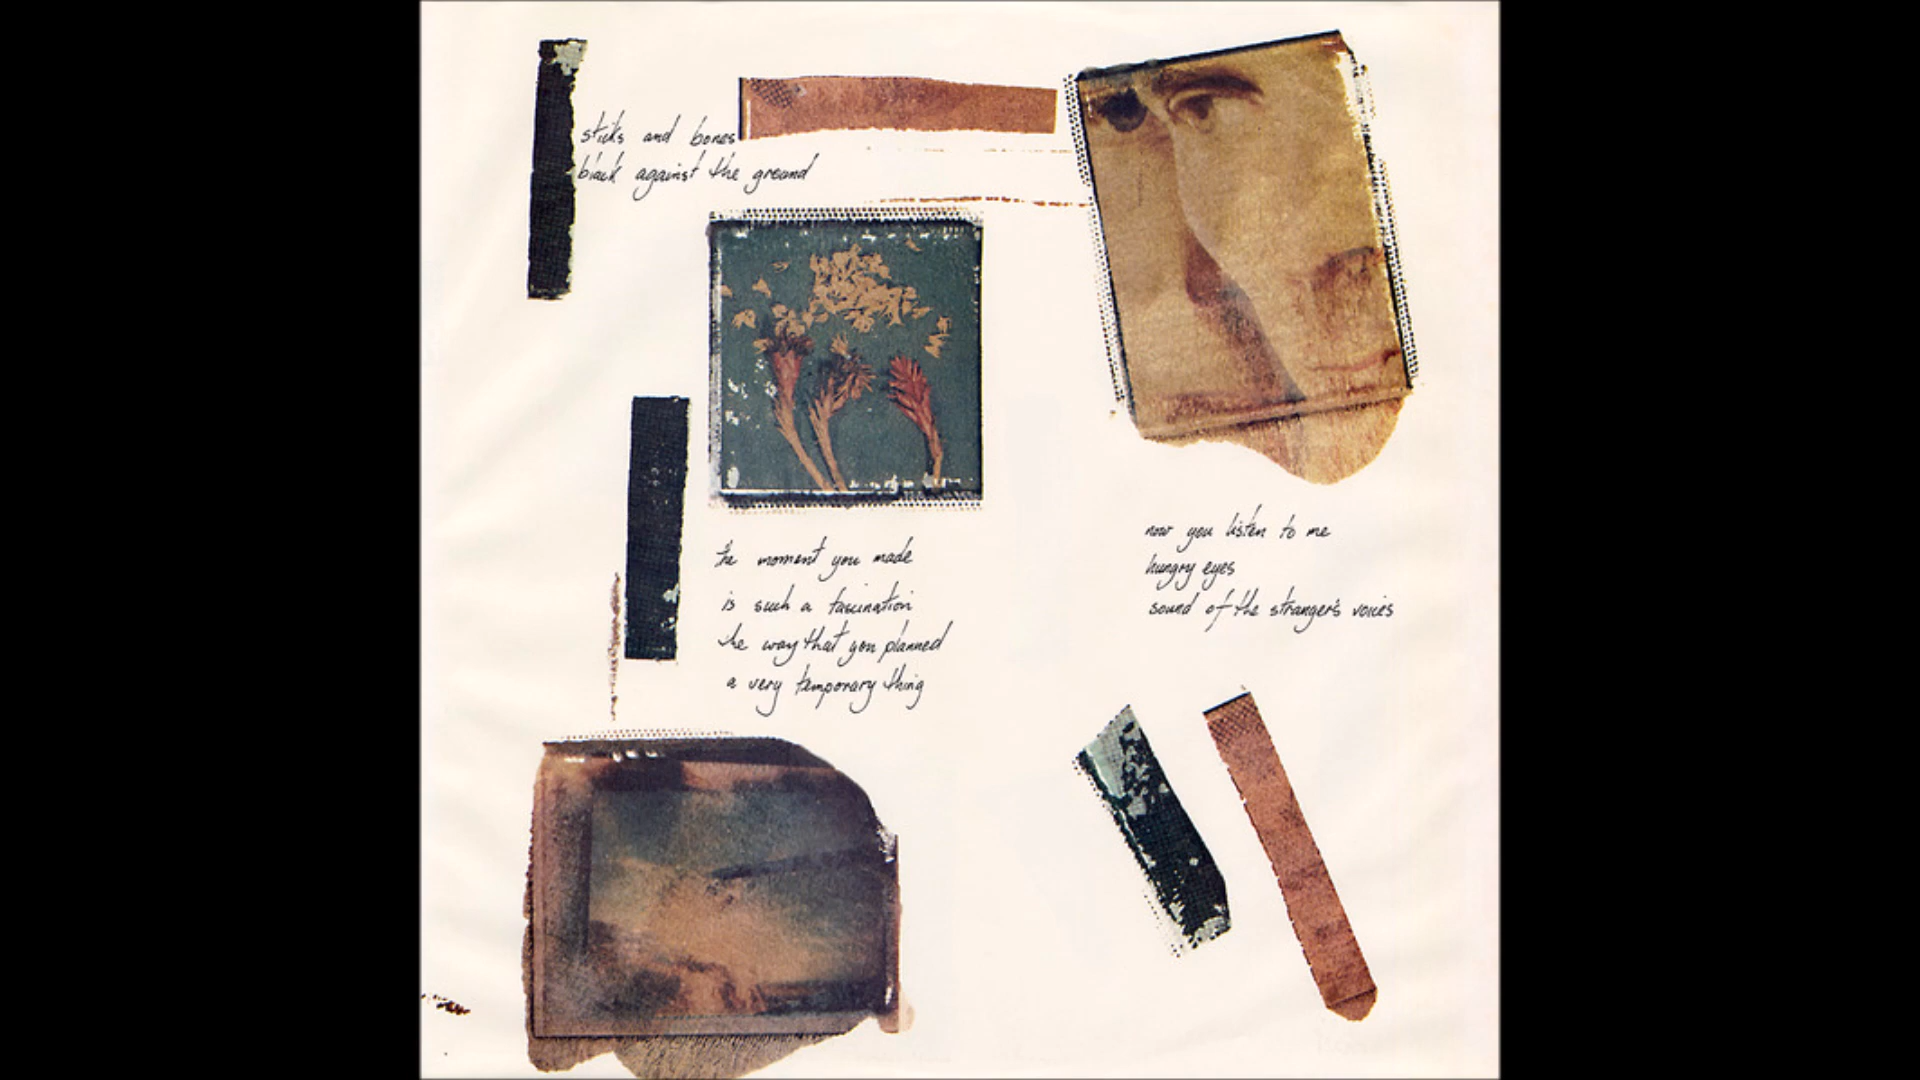 sticks and bones
black against the ground
the moment you made
is such a fascination
the way that you planned
a very temporary thing
now you listen to me
hungry eyes
sound of the stranger's voices